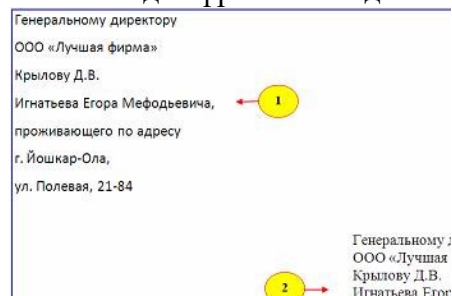 Генеральному директору
ООО «Лучшая фирма»
Крылову Д.В.
Игнатьева Егора Мефодьевича,
1
проживающего по адресу
г. Йошкар-Ола,
ул. Полевая, 21-84
Генеральному
ООО «Лучшая
Крылову Д.В.
2
Игнатьева Егор